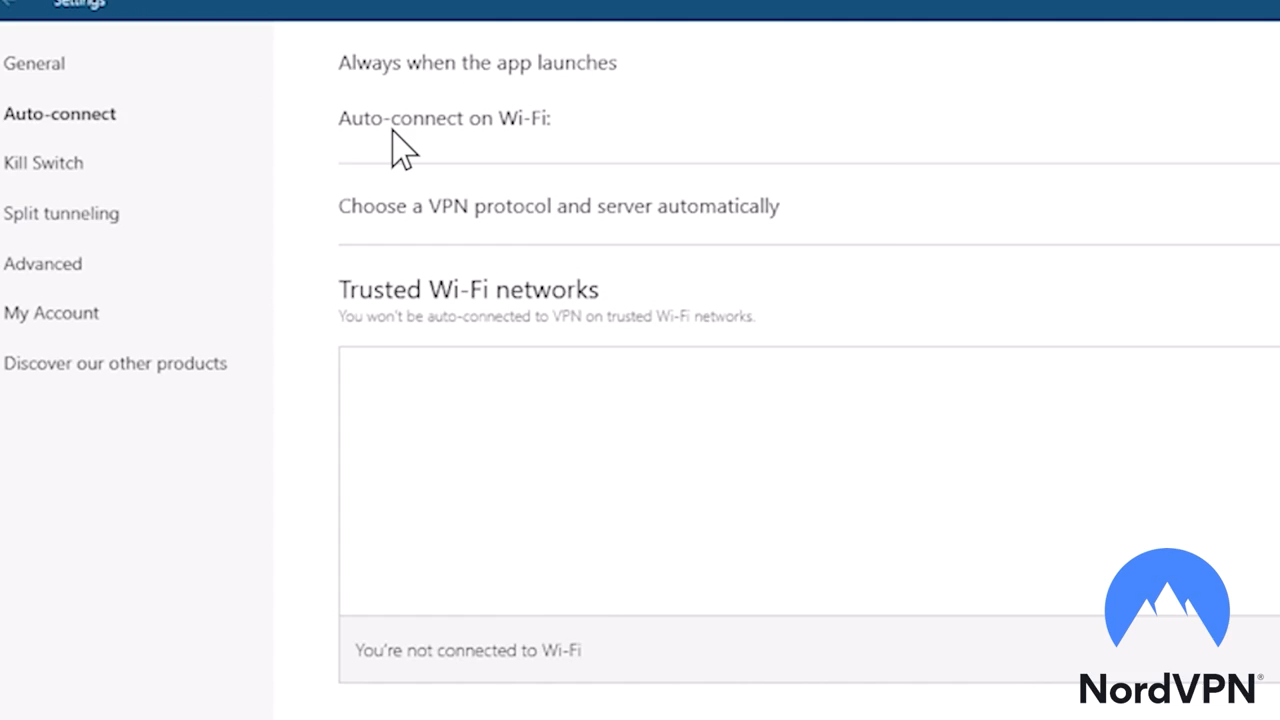 Settings
General
Auto-connect
Kill Switch
Split tunneling
Advanced
My Account
Discover our other products
Always when the app launches
Auto-connect on Wi-Fi:
Choose a VPN protocol and server automatically
Trusted Wi-Fi networks
You won't be auto-connected to VPN on trusted Wi-Fi networks.
You're not connected to Wi-Fi
NordVPN®